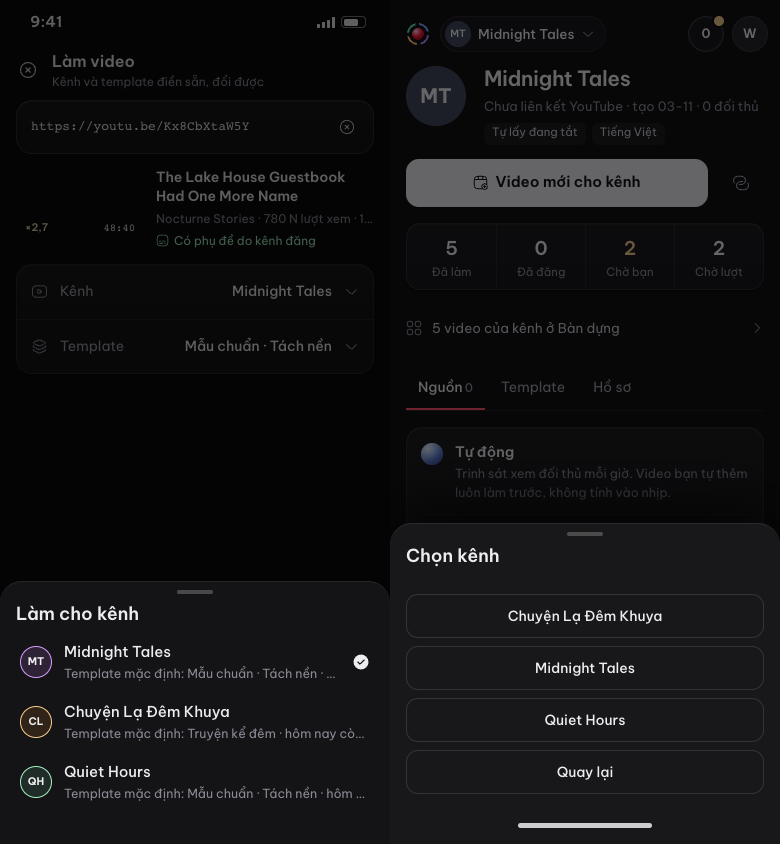 9:41
Làm video
Kênh và template điền sẵn, đổi được
https://youtu.be/Kx8CbXtaW5Y
The Lake House Guestbook
Had One More Name
×2,7
48:40
Nocturne Stories · 780 N lượt xem · 1...
Có phụ đề do kênh đăng
Kênh
Midnight Tales
Template
Mẫu chuẩn · Tách nền
Làm cho kênh
MT
Midnight Tales
Template mặc định: Mẫu chuẩn · Tách nền · ...
CL
Chuyện Lạ Đêm Khuya
Template mặc định: Truyện kể đêm · hôm nay cò...
QH
Quiet Hours
Template mặc định: Mẫu chuẩn · Tách nền · hôm ...
MT
Midnight Tales
0
W
MT
Midnight Tales
Chưa liên kết YouTube · tạo 03-11 · 0 đối thủ
Tự lấy đang tắt
Tiếng Việt
Video mới cho kênh
5
Đã làm
0
Đã đăng
2
Chờ bạn
2
Chờ lượt
5 video của kênh ở Bàn dựng
Nguồn 0
Template
Hồ sơ
Tự động
Trinh sát xem đối thủ mỗi giờ. Video bạn tự thêm
luôn làm trước, không tính vào nhịp.
Chọn kênh
Chuyện Lạ Đêm Khuya
Midnight Tales
Quiet Hours
Quay lại